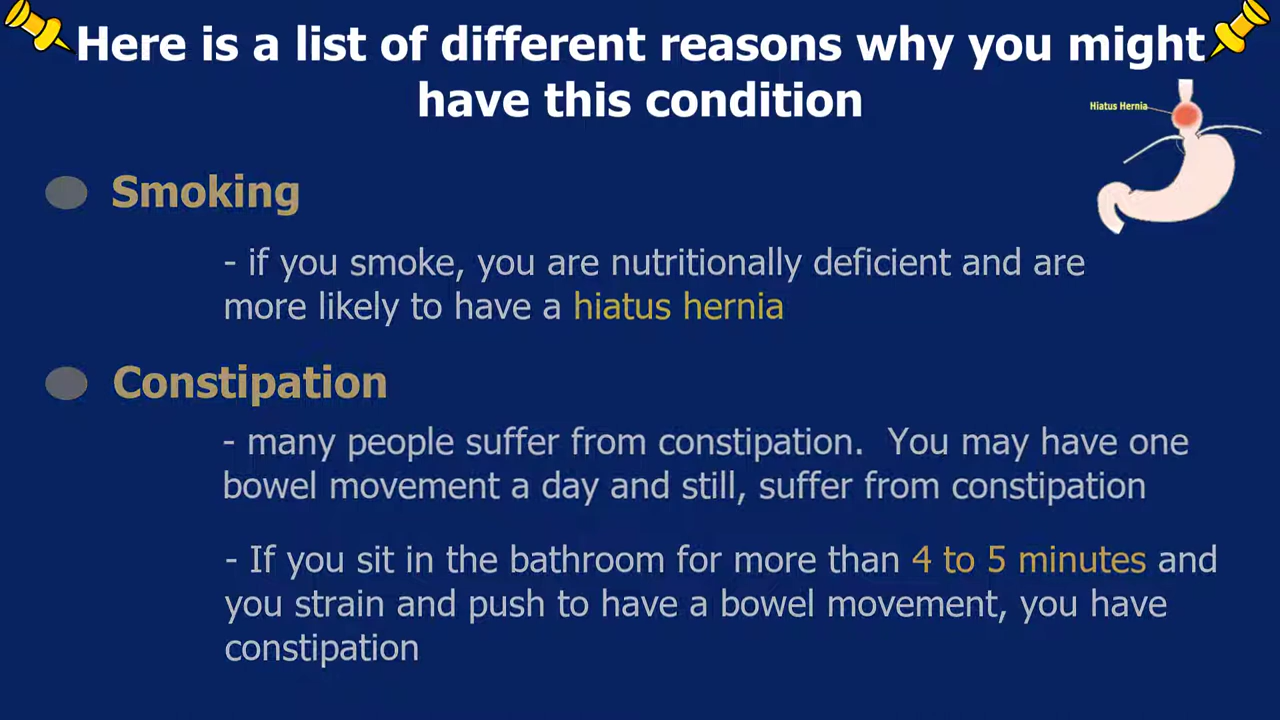 Here is a list of different reasons why you might
have this condition
Hiatus Hernia
Smoking
- if you smoke, you are nutritionally deficient and are
more likely to have a hiatus hernia
Constipation
- many people suffer from constipation.  You may have one
bowel movement a day and still, suffer from constipation
- If you sit in the bathroom for more than 4 to 5 minutes and
you strain and push to have a bowel movement, you have
constipation